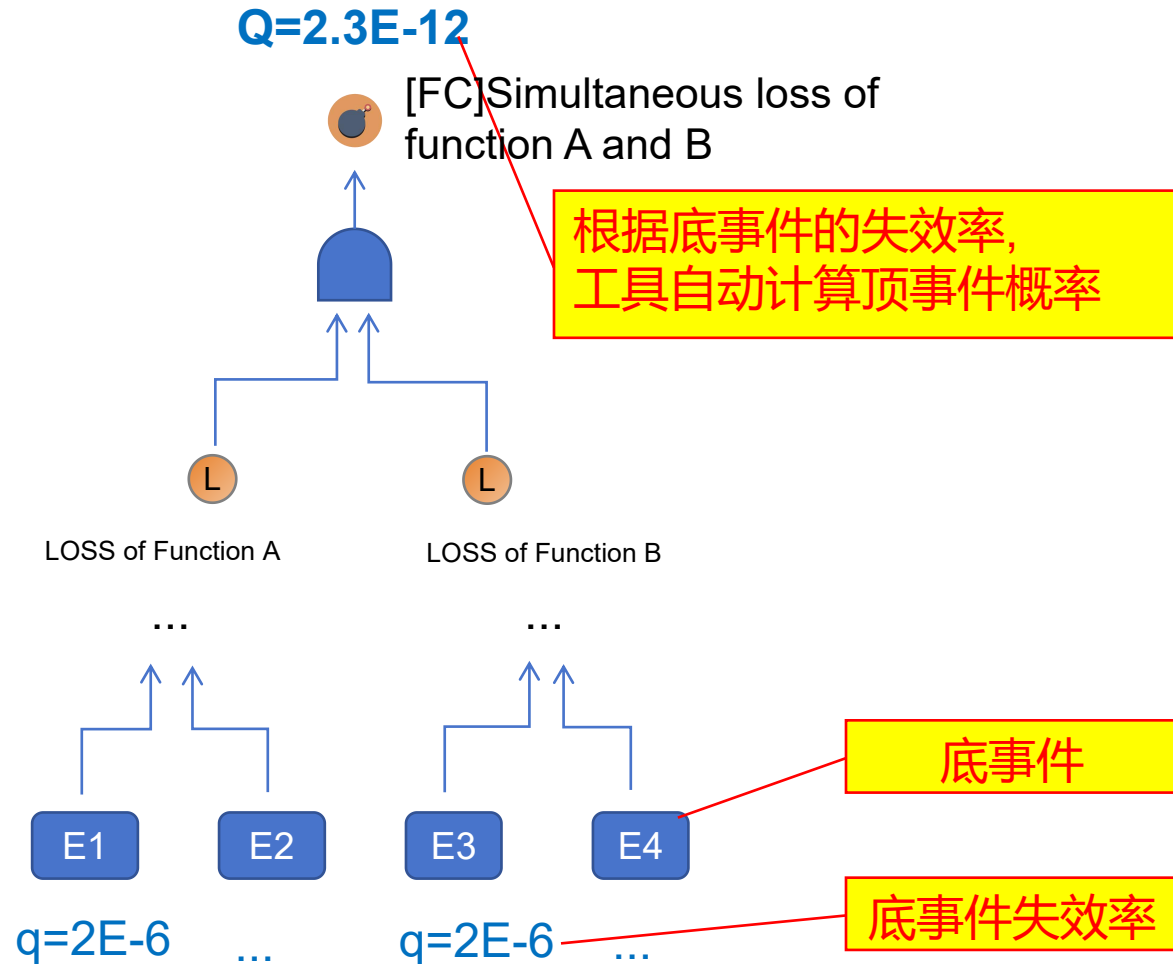 Q=2.3E-12
[FC]Simultaneous loss of
function A and B
根据底事件的失效率,
工具自动计算顶事件概率
L
L
LOSS of Function A
LOSS of Function B
...
...
底事件
E1
E2
E3
E4
底事件失效率
q=2E-6
...
q=2E-6
...